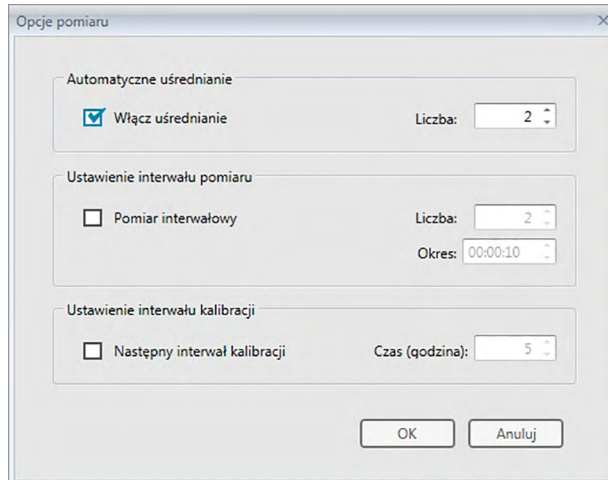 Opcje pomiaru
Automatyczne uśrednianie
Włącz uśrednianie Liczba: 2
Ustawienie interwału pomiaru
Pomiar interwałowy Liczba: 2
Okres: 00:00:10
Ustawienie interwału kalibracji
Następny interwał kalibracji Czas (godzina): 5
OK Anuluj